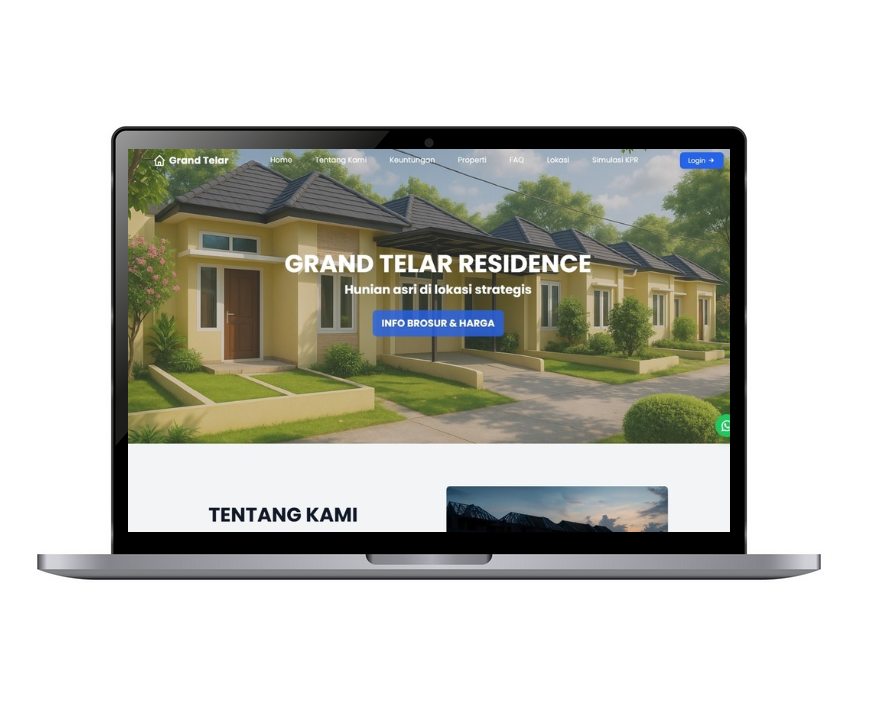 Grand Telar
Home Tentang Kami Keuntungan Properti FAQ Lokasi Simulasi KPR Login →
GRAND TELAR RESIDENCE
Hunian asri di lokasi strategis
INFO BROSUR & HARGA
TENTANG KAMI